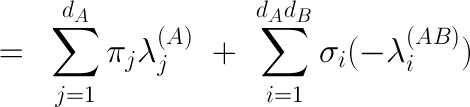 $= \sum_{j=1}^{d_A} \pi_j \lambda_j^{(A)} + \sum_{i=1}^{d_A d_B} \sigma_i (-\lambda_i^{(AB)})$